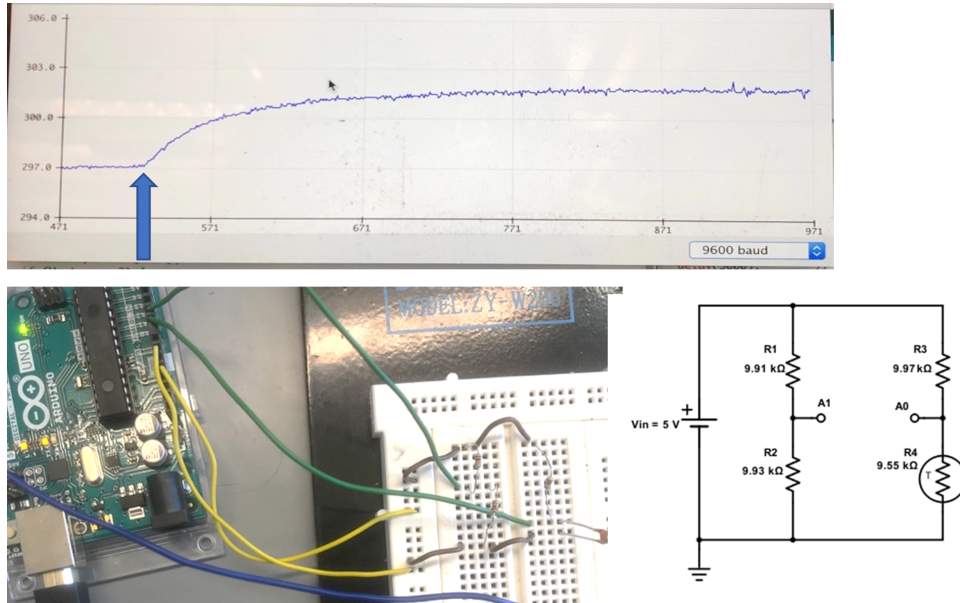 306.0
303.0
300.0
297.0
294.0
471
571
671
771
871
971
9600 baud
MODEL:ZY-W2
UNO
ARDUINO
R1
9.91 kΩ
R3
9.97 kΩ
A1
A0
Vin = 5 V
R2
9.93 kΩ
R4
9.55 kΩ
T